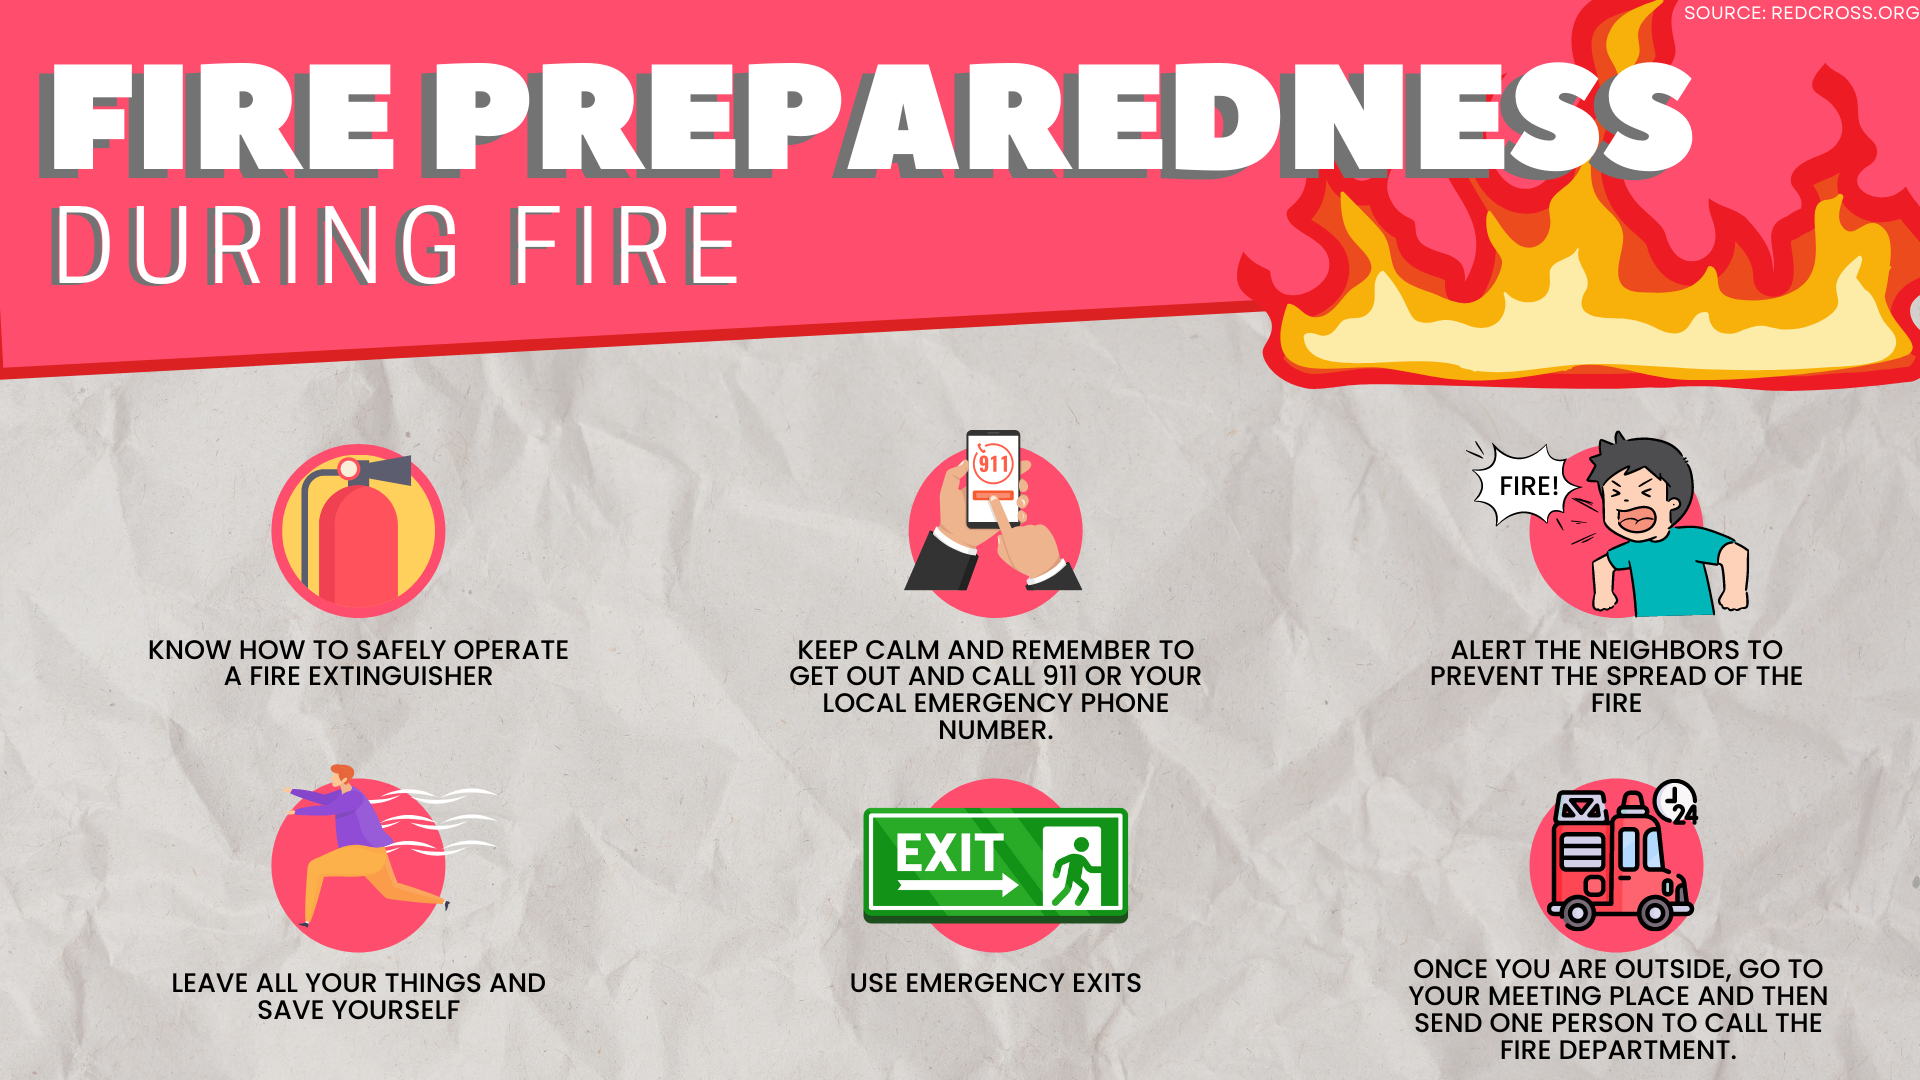 SOURCE: REDCROSS.ORG
FIRE PREPAREDNESS
DURING FIRE
KNOW HOW TO SAFELY OPERATE
A FIRE EXTINGUISHER
911
KEEP CALM AND REMEMBER TO
GET OUT AND CALL 911 OR YOUR
LOCAL EMERGENCY PHONE
NUMBER.
FIRE!
ALERT THE NEIGHBORS TO
PREVENT THE SPREAD OF THE
FIRE
LEAVE ALL YOUR THINGS AND
SAVE YOURSELF
EXIT
USE EMERGENCY EXITS
24
ONCE YOU ARE OUTSIDE, GO TO
YOUR MEETING PLACE AND THEN
SEND ONE PERSON TO CALL THE
FIRE DEPARTMENT.